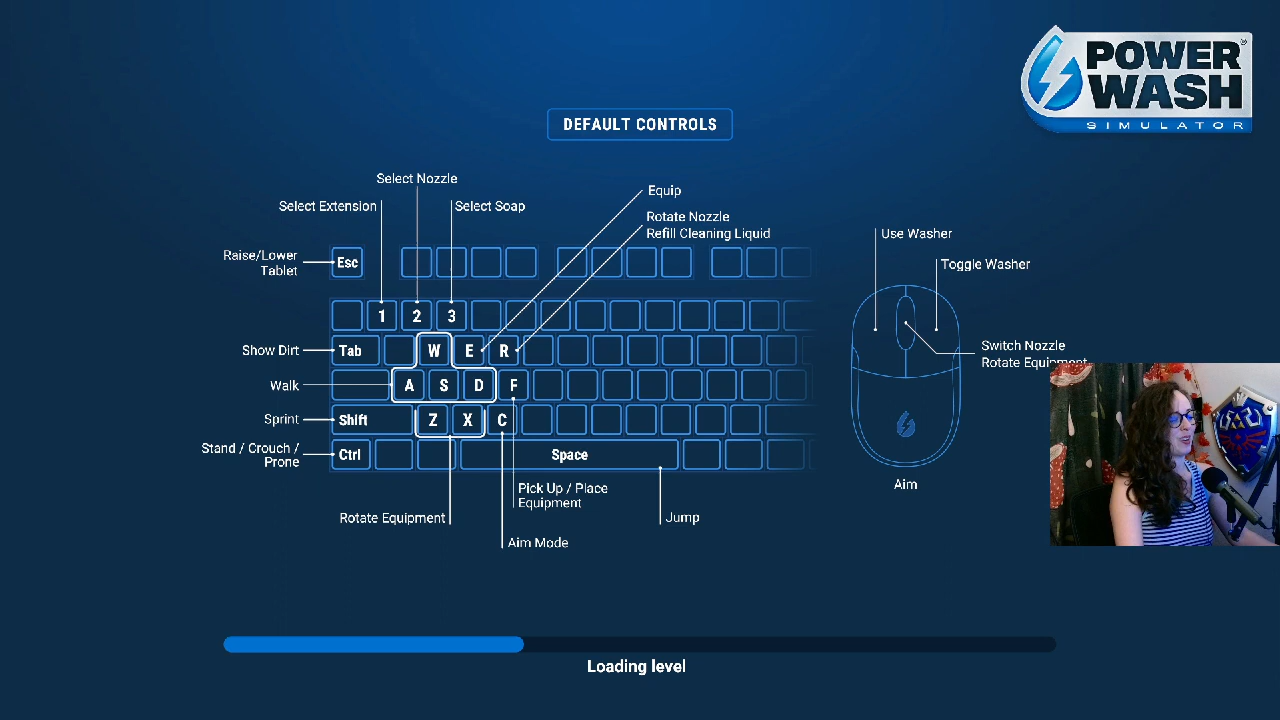 POWER
WASH
SIMULATOR
DEFAULT CONTROLS
Select Nozzle
Select Extension
Select Soap
Equip
Rotate Nozzle
Refill Cleaning Liquid
Raise/Lower
Tablet
Esc
Use Washer
Toggle Washer
1 2 3
Show Dirt
Tab W E R
Switch Nozzle
Rotate Equipment
Walk
A S D F
Sprint
Shift Z X C
Stand / Crouch /
Prone
Ctrl Space
Aim
Pick Up / Place
Equipment
Rotate Equipment
Jump
Aim Mode
Loading level